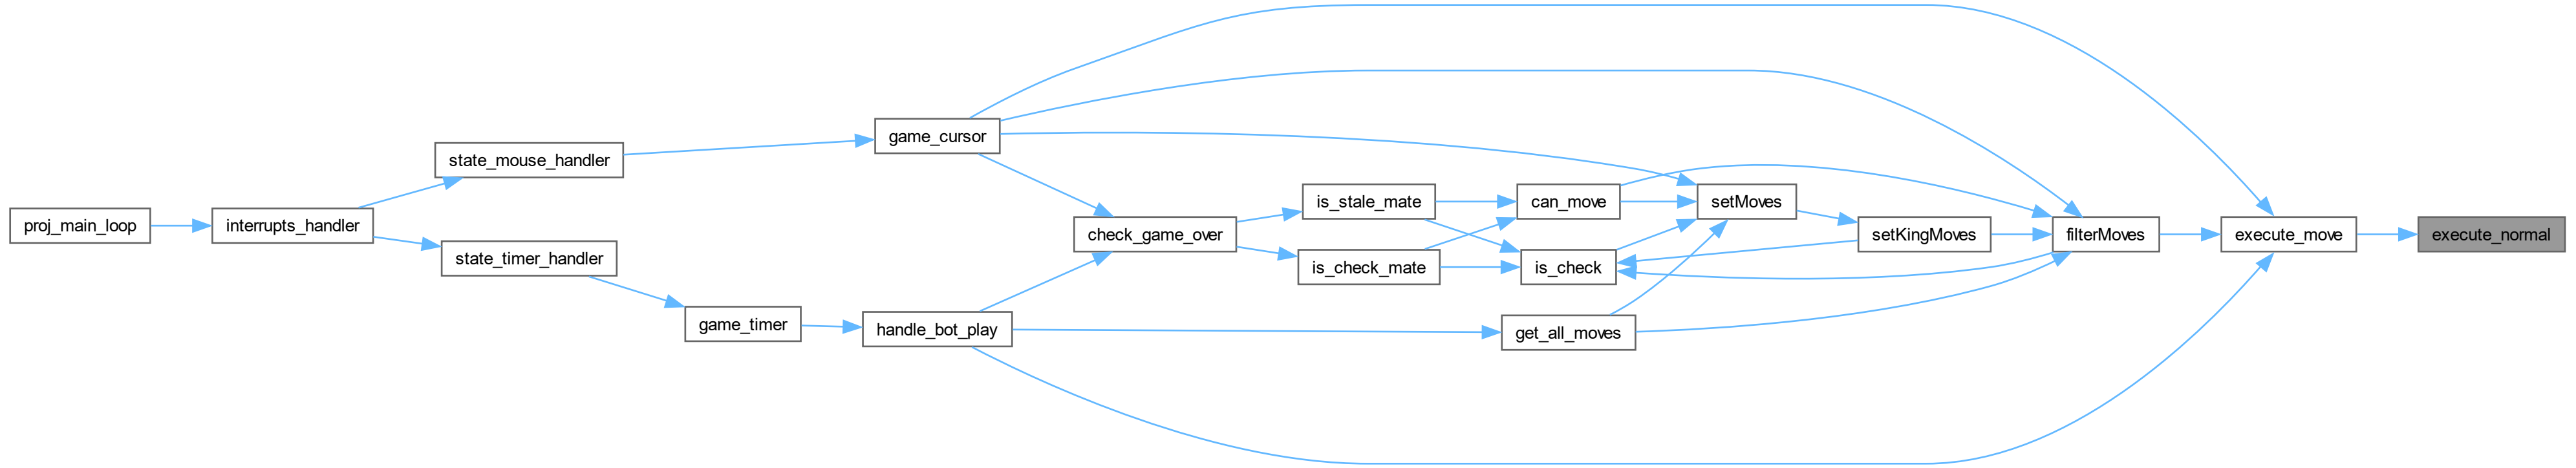 proj_main_loop
interrupts_handler
state_mouse_handler
state_timer_handler
game_timer
game_cursor
handle_bot_play
check_game_over
is_stale_mate
is_check_mate
can_move
is_check
get_all_moves
setMoves
setKingMoves
filterMoves
execute_move
execute_normal